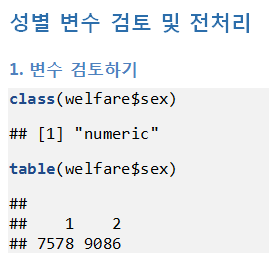 성별 변수 검토 및 전처리
1. 변수 검토하기
class(welfare$sex)
## [1] "numeric"
table(welfare$sex)
##
##    1    2
## 7578 9086